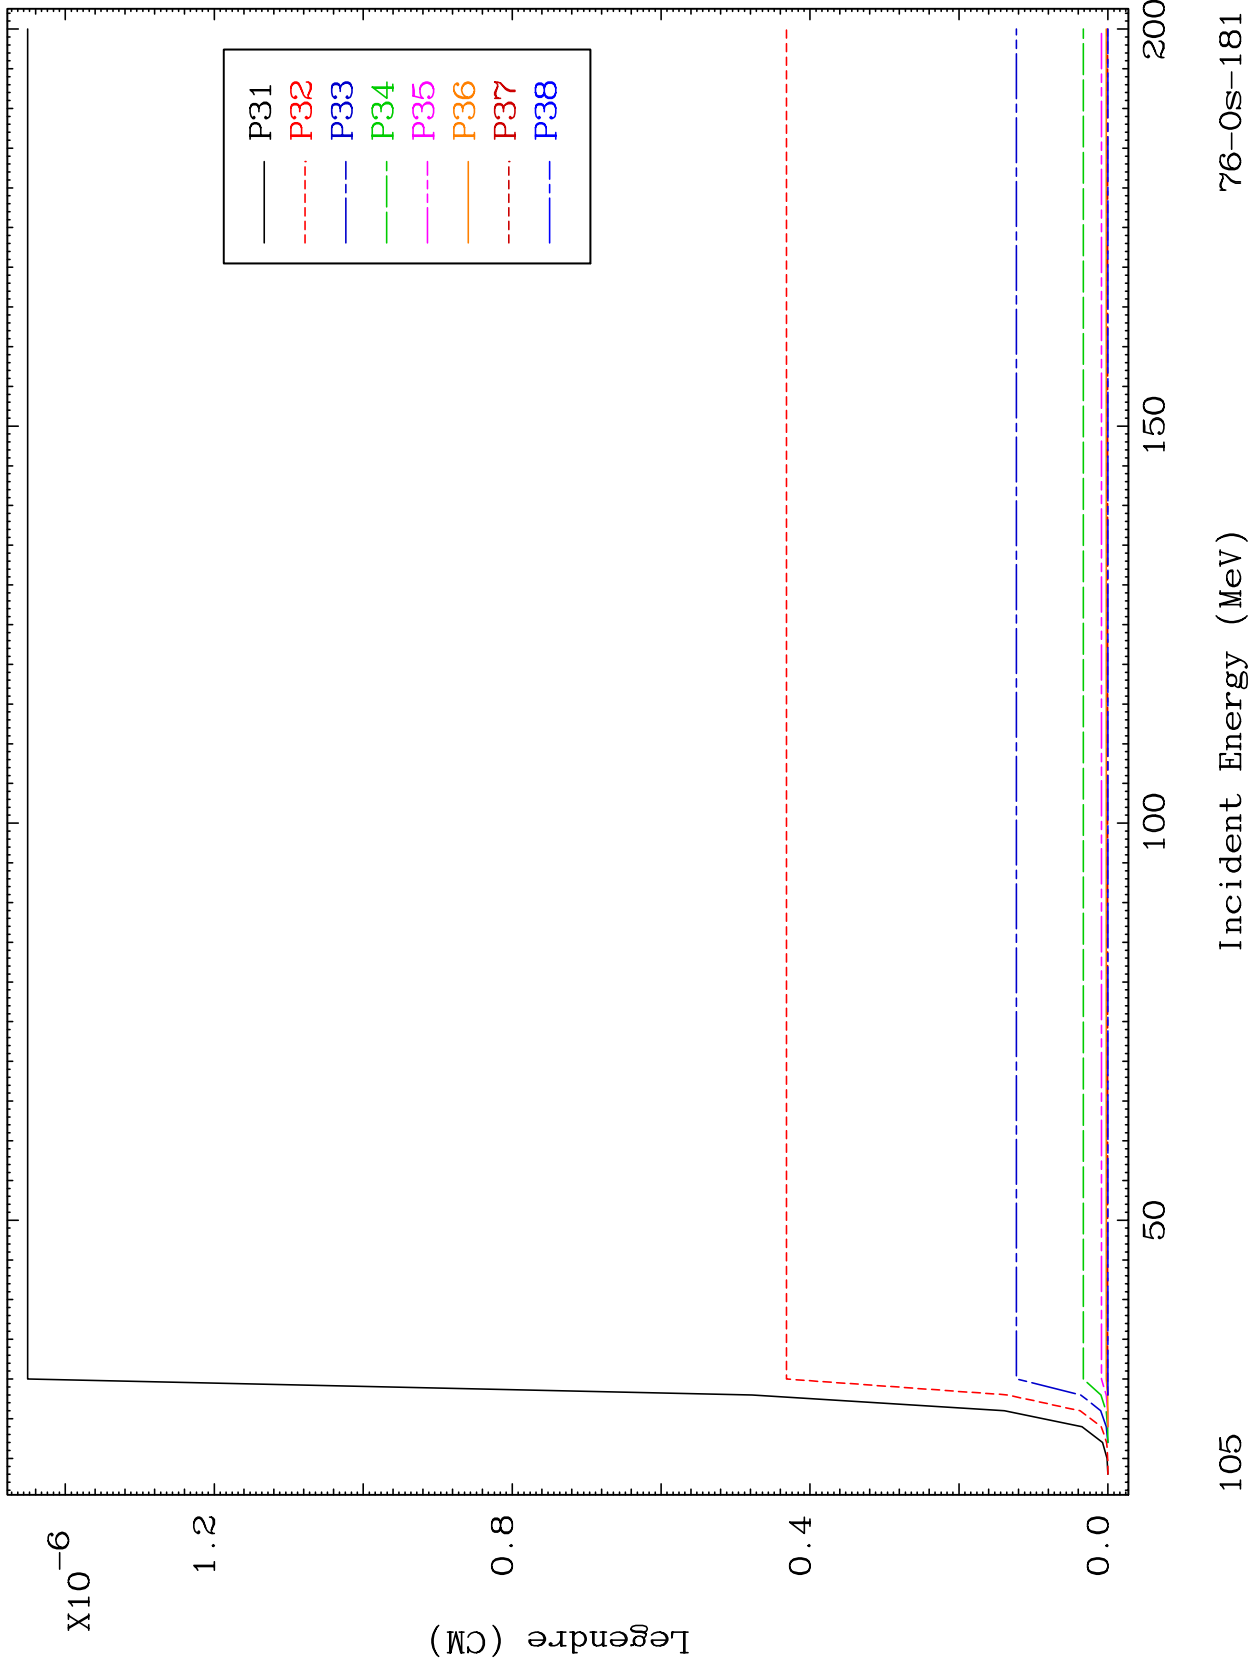 X10-6
1.2
0.8
0.4
0.0
Legendre (CM)
P31
P32
P33
P34
P35
P36
P37
P38
50
100
150
200
Incident Energy (MeV)
105
76-Os-181